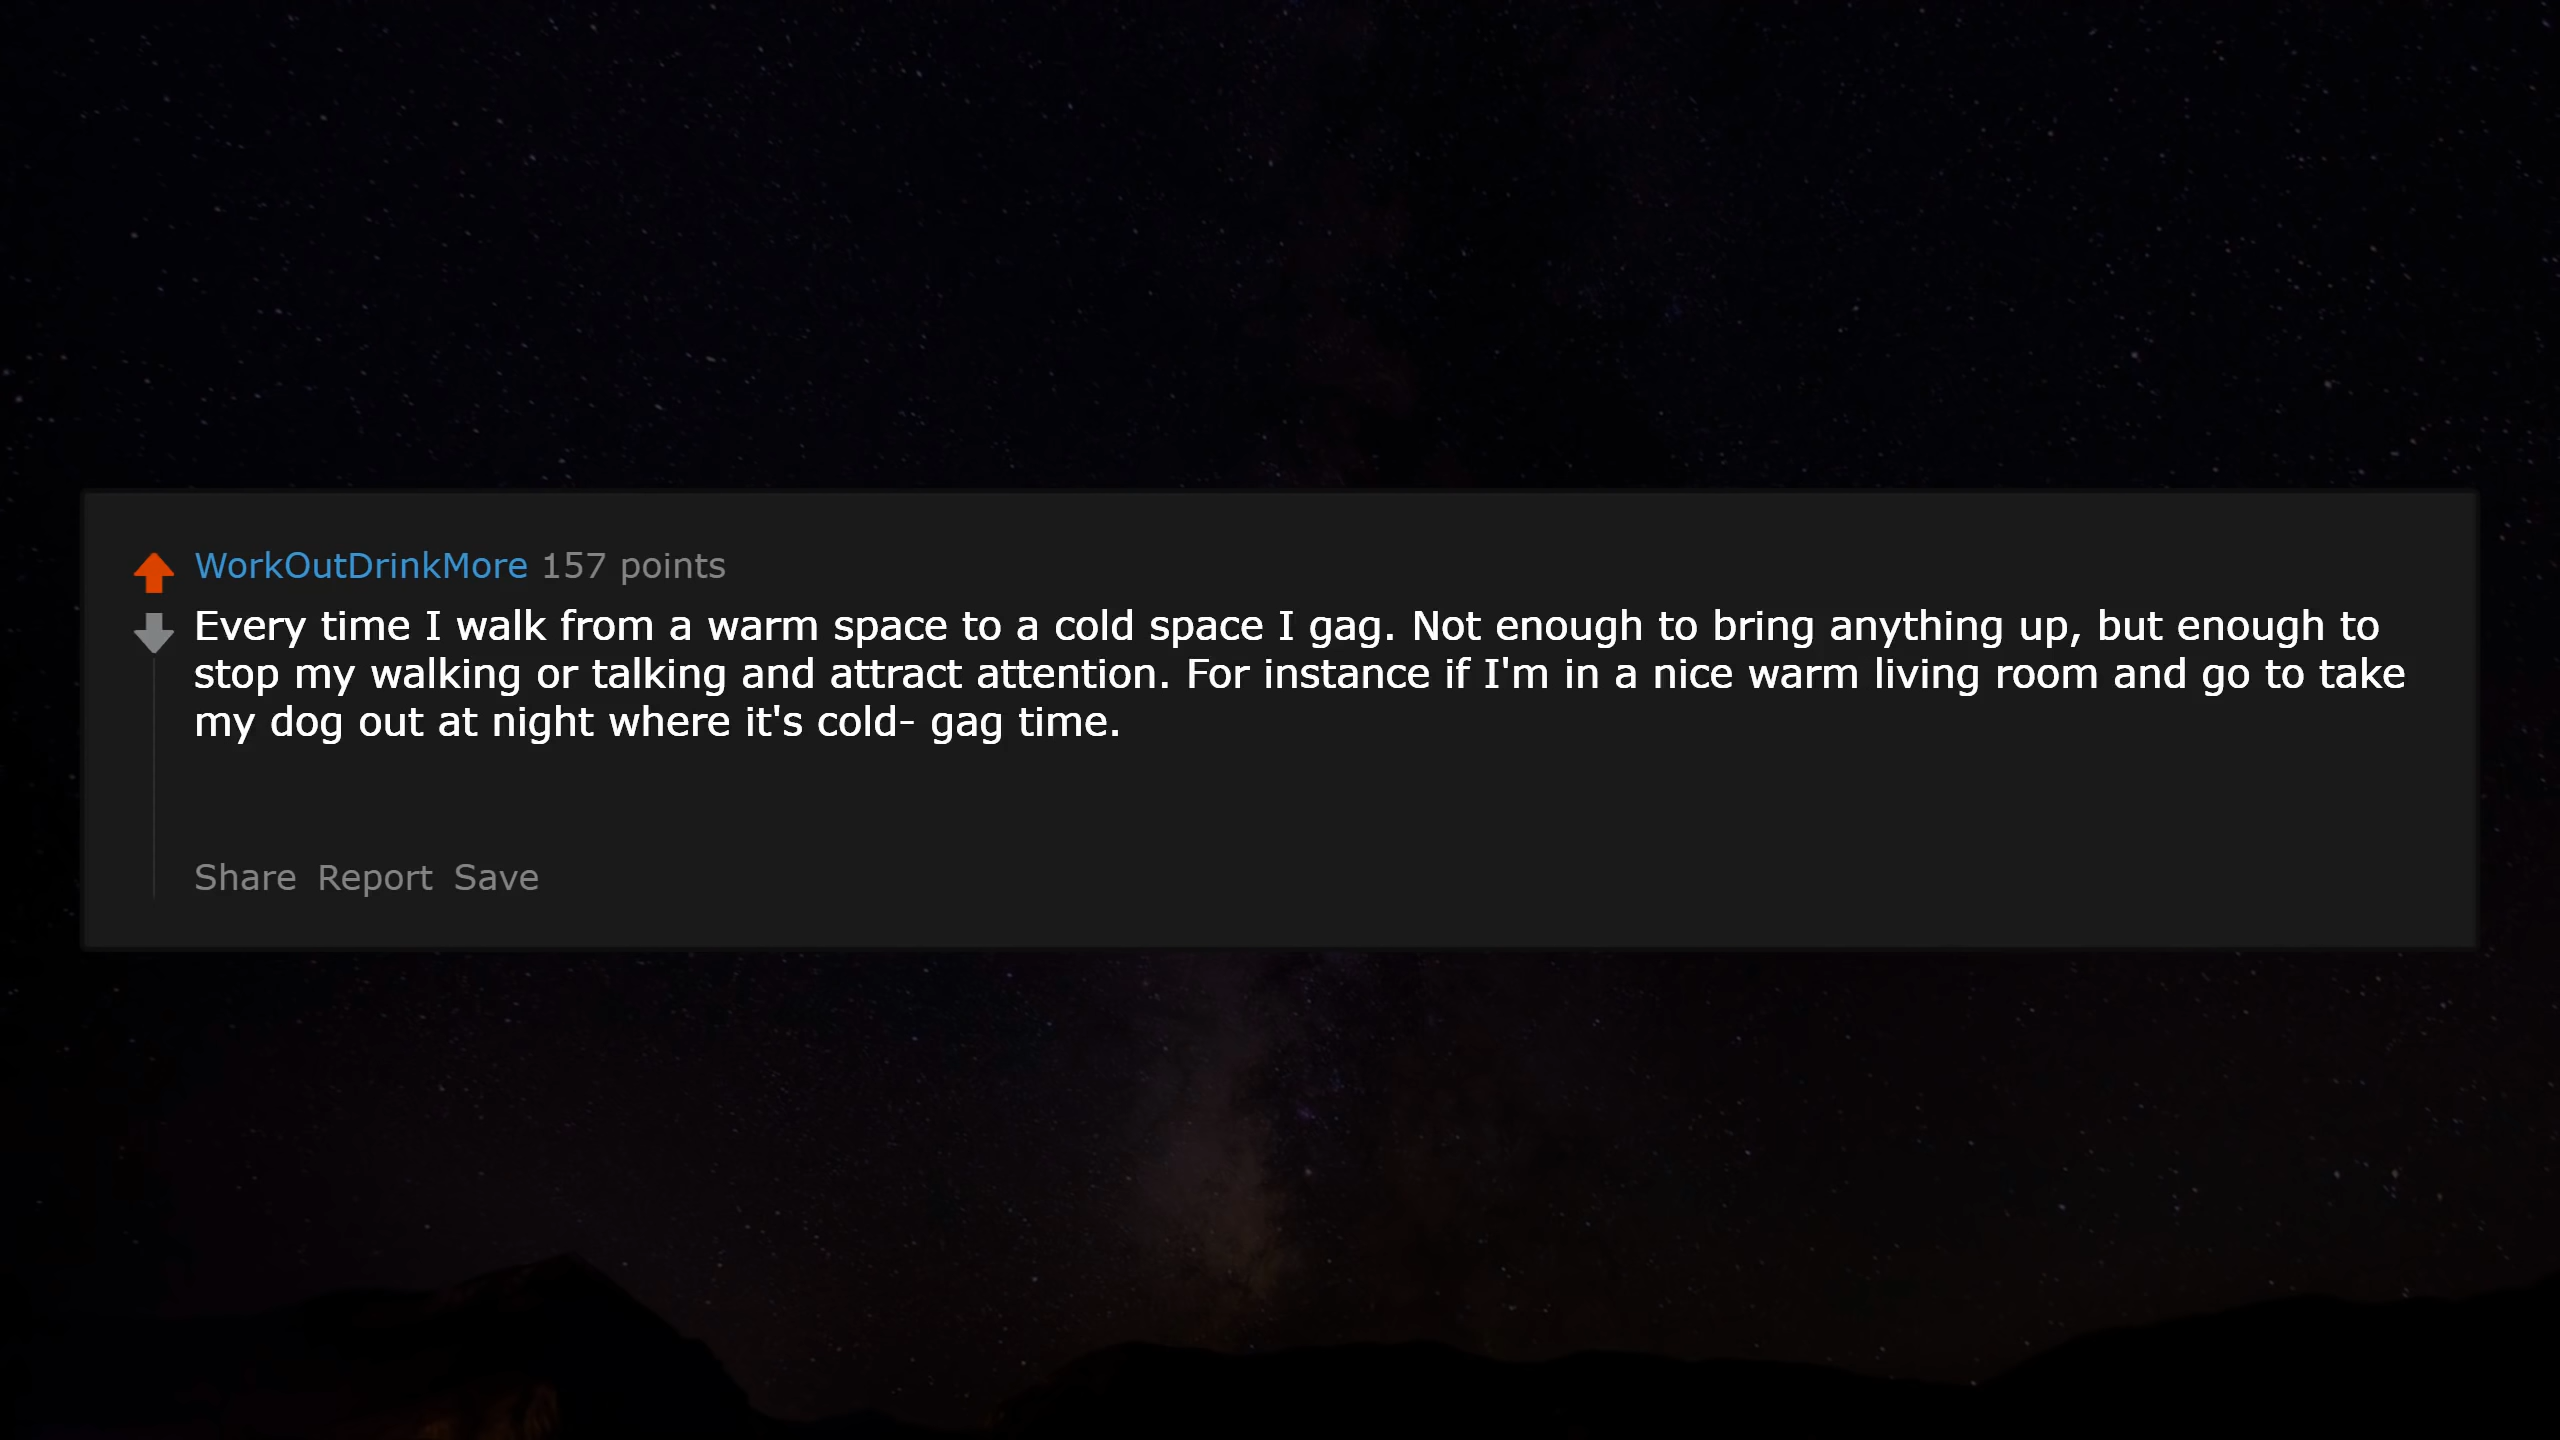 WorkOutDrinkMore 157 points
Every time I walk from a warm space to a cold space I gag. Not enough to bring anything up, but enough to
stop my walking or talking and attract attention. For instance if I'm in a nice warm living room and go to take
my dog out at night where it's cold- gag time.
Share Report Save